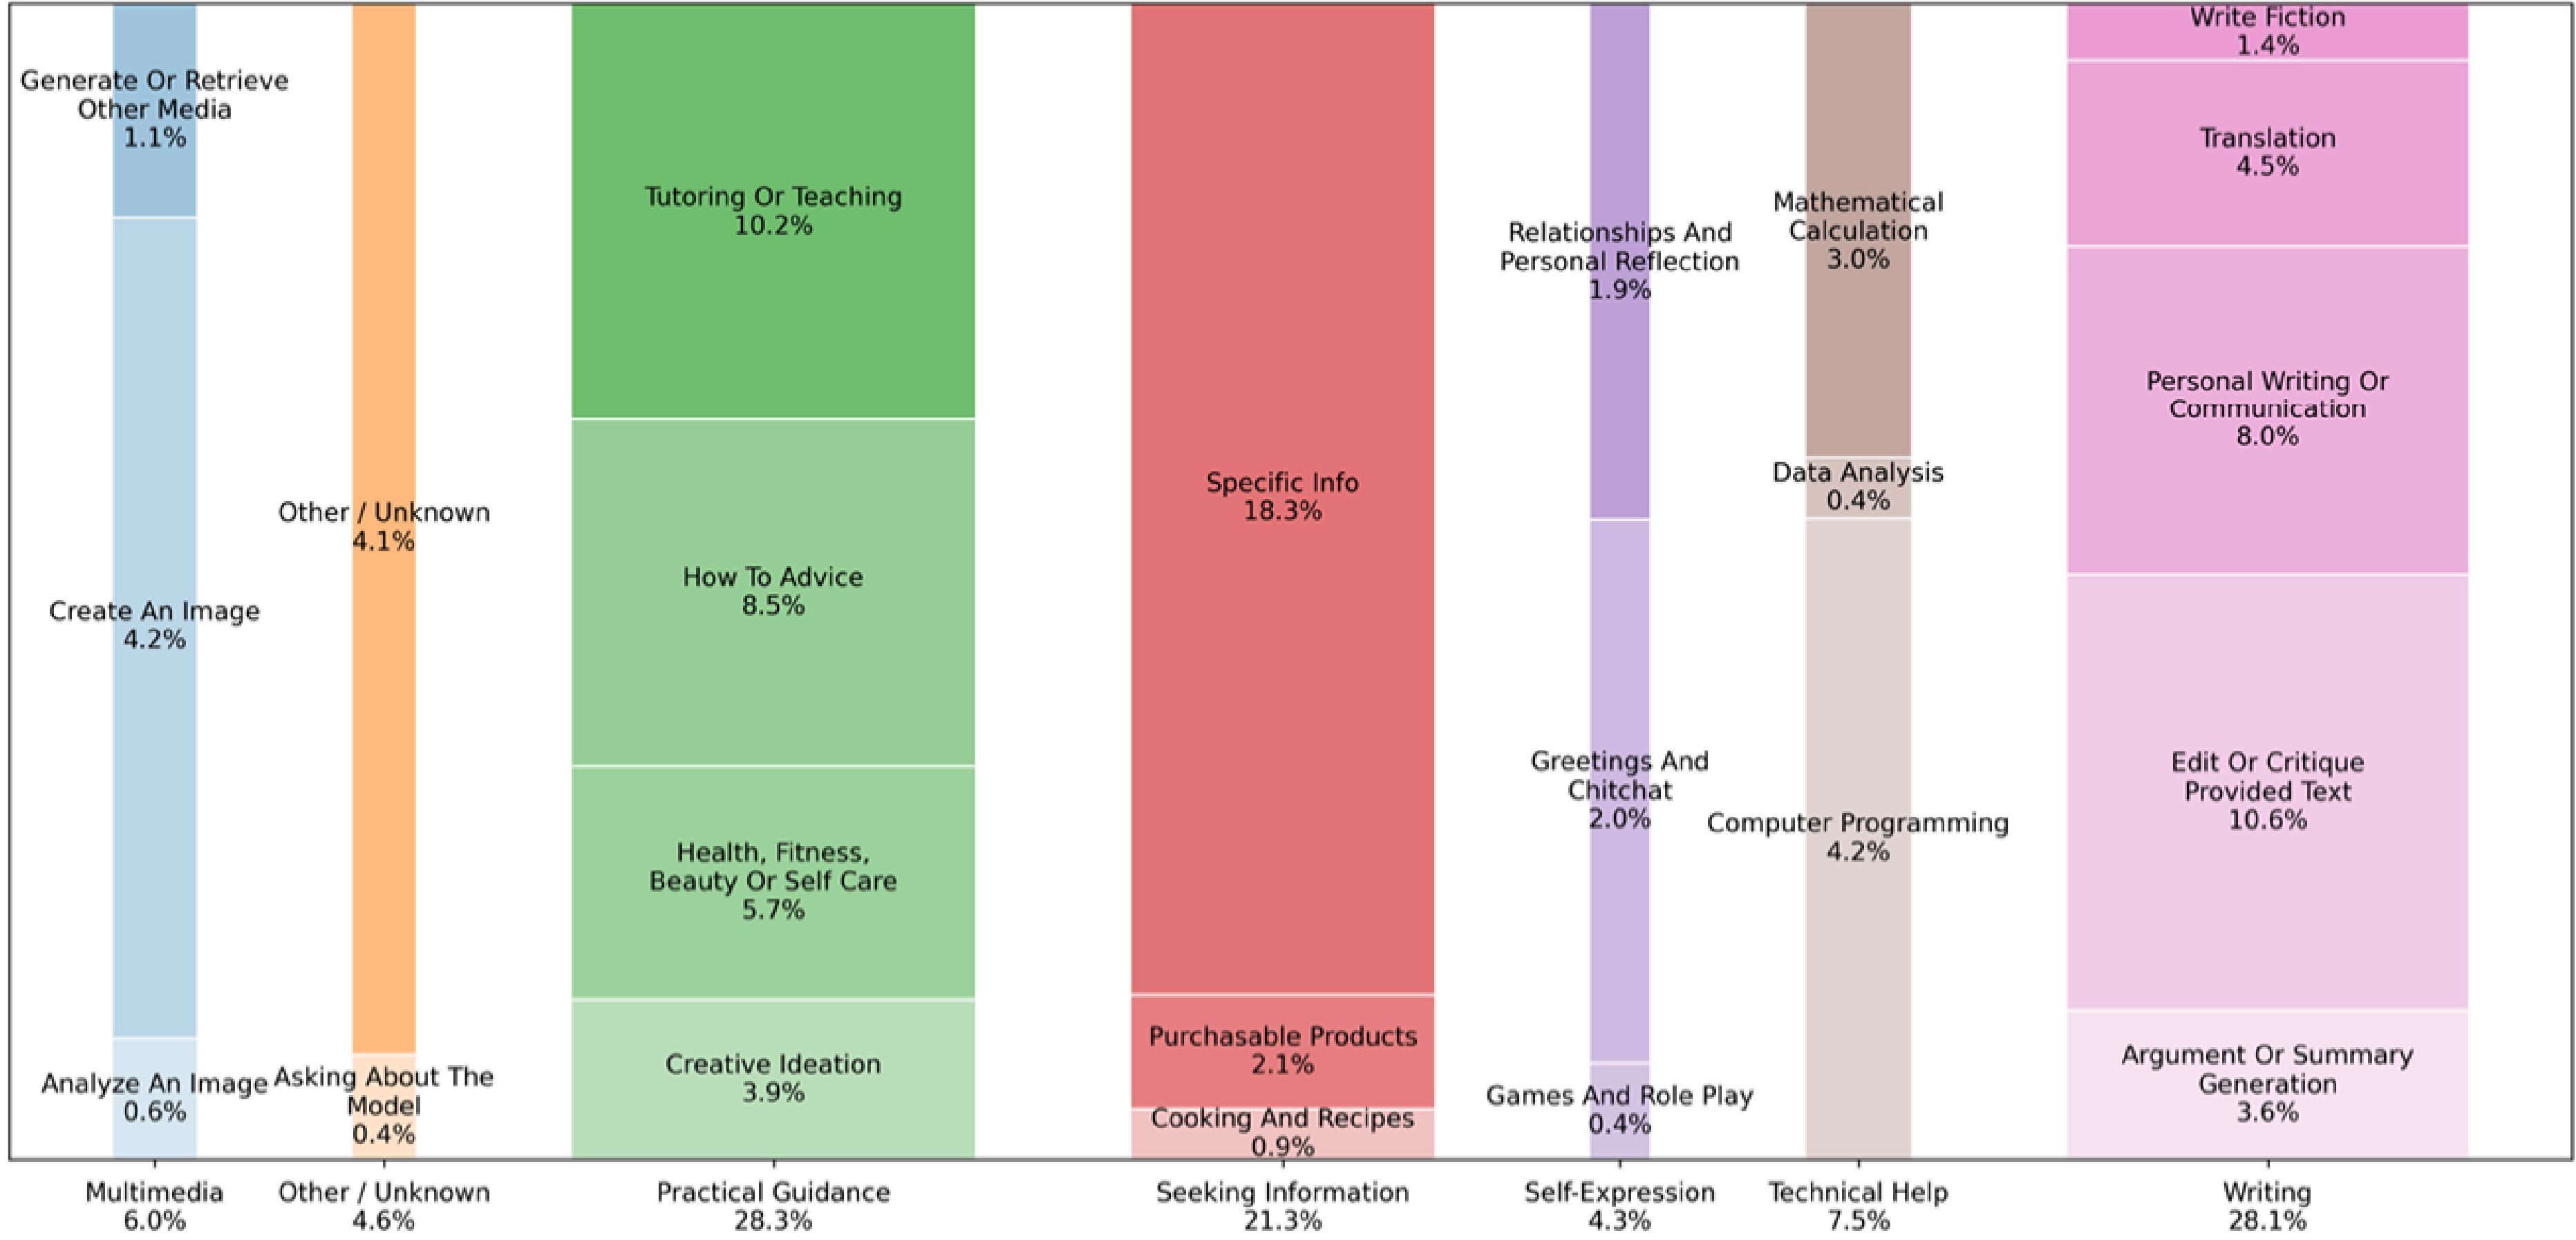 Generate Or Retrieve
Other Media
1.1%
Create An Image
4.2%
Analyze An Image
0.6%
Other / Unknown
4.1%
Asking About The
Model
0.4%
Tutoring Or Teaching
10.2%
How To Advice
8.5%
Health, Fitness,
Beauty Or Self Care
5.7%
Creative Ideation
3.9%
Specific Info
18.3%
Purchasable Products
2.1%
Cooking And Recipes
0.9%
Relationships And
Personal Reflection
1.9%
Greetings And
Chitchat
2.0%
Games And Role Play
0.4%
Mathematical
Calculation
3.0%
Data Analysis
0.4%
Computer Programming
4.2%
Write Fiction
1.4%
Translation
4.5%
Personal Writing Or
Communication
8.0%
Edit Or Critique
Provided Text
10.6%
Argument Or Summary
Generation
3.6%
Multimedia
6.0%
Other / Unknown
4.6%
Practical Guidance
28.3%
Seeking Information
21.3%
Self-Expression
4.3%
Technical Help
7.5%
Writing
28.1%